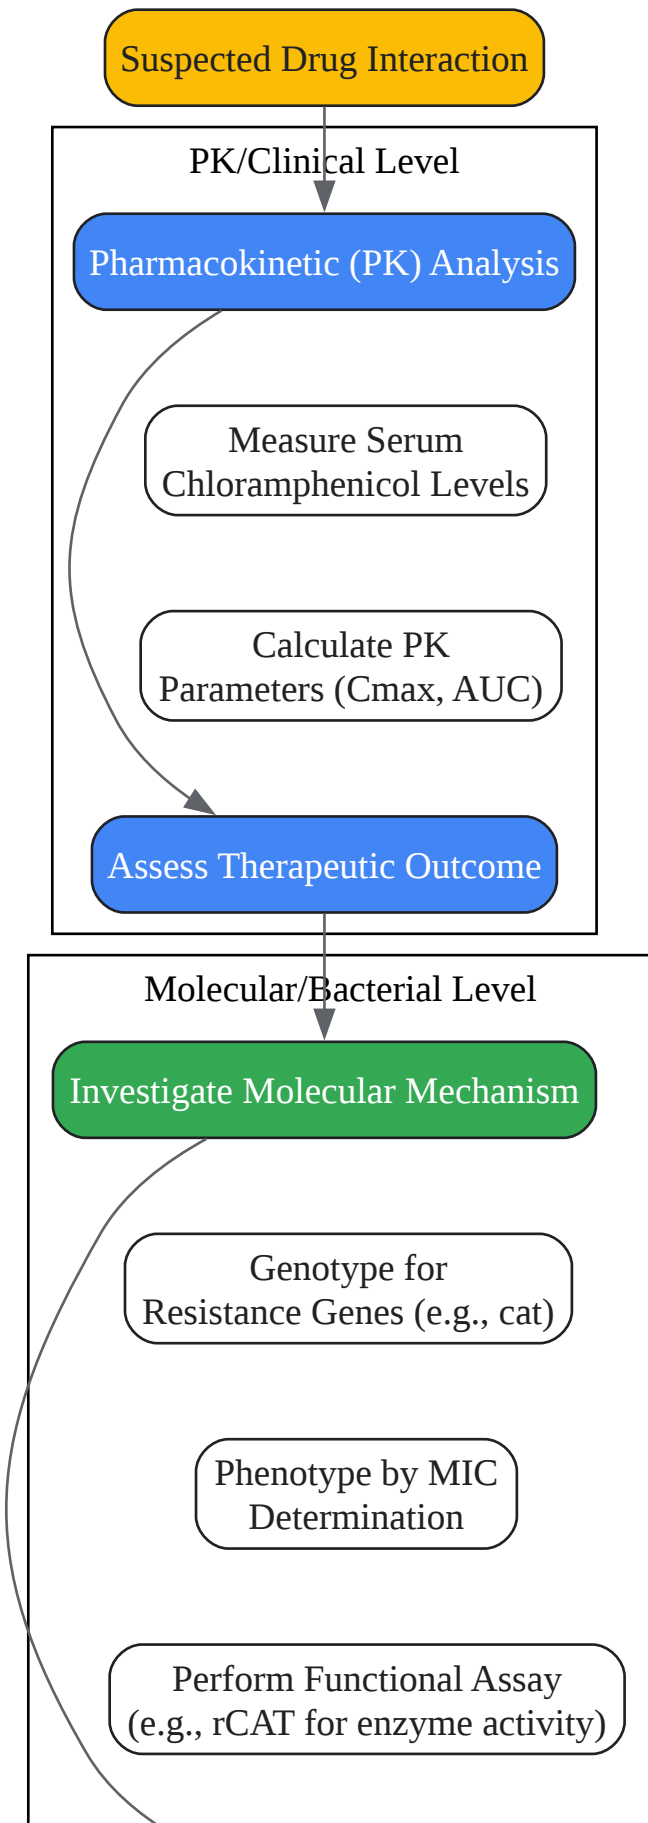 Suspected Drug Interaction
PK/Clinical Level
Pharmacokinetic (PK) Analysis
Measure Serum
Chloramphenicol Levels
Calculate PK
Parameters (Cmax, AUC)
Assess Therapeutic Outcome
Molecular/Bacterial Level
Investigate Molecular Mechanism
Genotype for
Resistance Genes (e.g., cat)
Phenotype by MIC
Determination
Perform Functional Assay
(e.g., rCAT for enzyme activity)